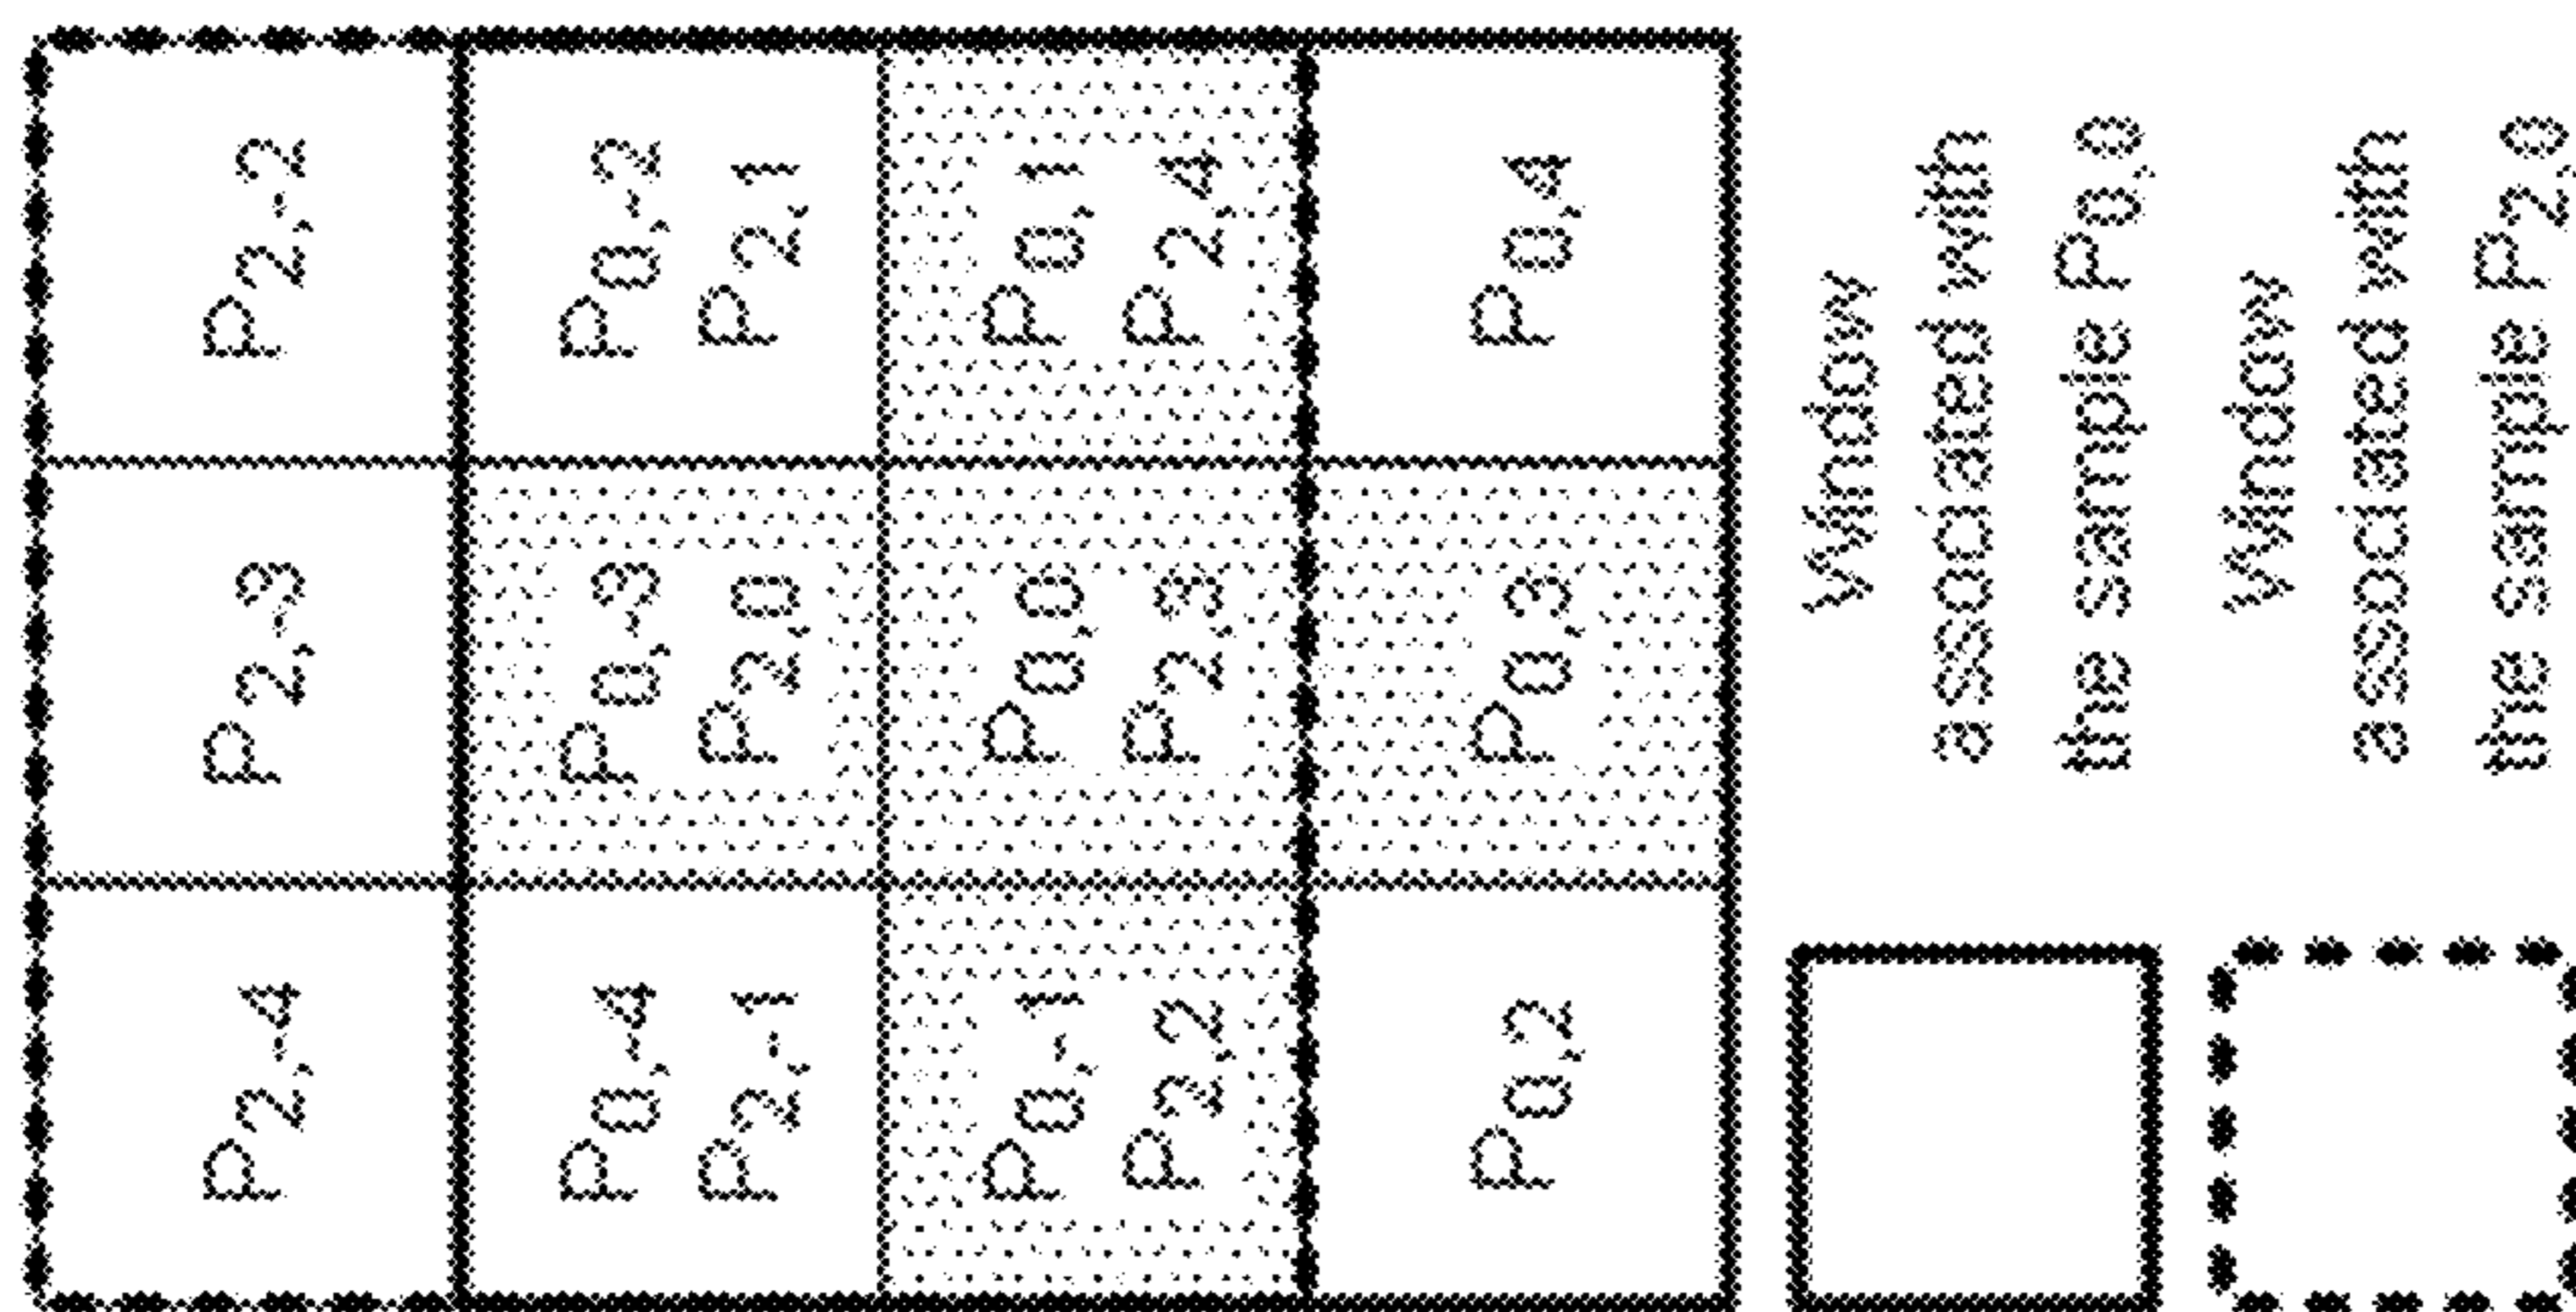 P2,-4 P2,-3 P2,-2
P0,-4 P0,-3 P0,-2
P2,-1 P2,0 P2,1
P0,-1 P0,0 P0,1
P2,2 P2,3 P2,4
P0,2 P0,3 P0,4
Window
associated with
the sample P0,0
Window
associated with
the sample P2,0